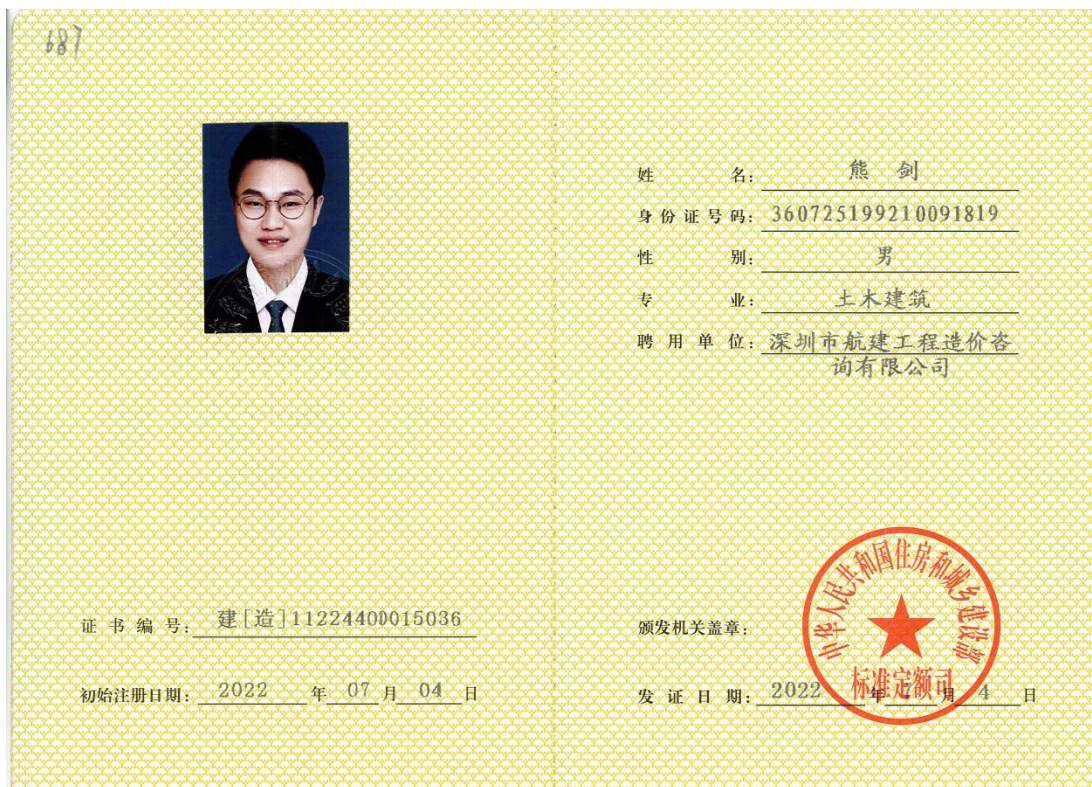 687
姓 名: 熊 剑
身份证号码: 360725199210091819
性 别: 男
专 业: 土木建筑
聘用单位: 深圳市航建工程造价咨
询有限公司
证书编号: 建[造]11224400015036
初始注册日期: 2022 年 07 月 04 日
颁发机关盖章:
中华人民共和国住房和城乡建设部
标准定额司
发证日期: 2022 年 7 月 4 日